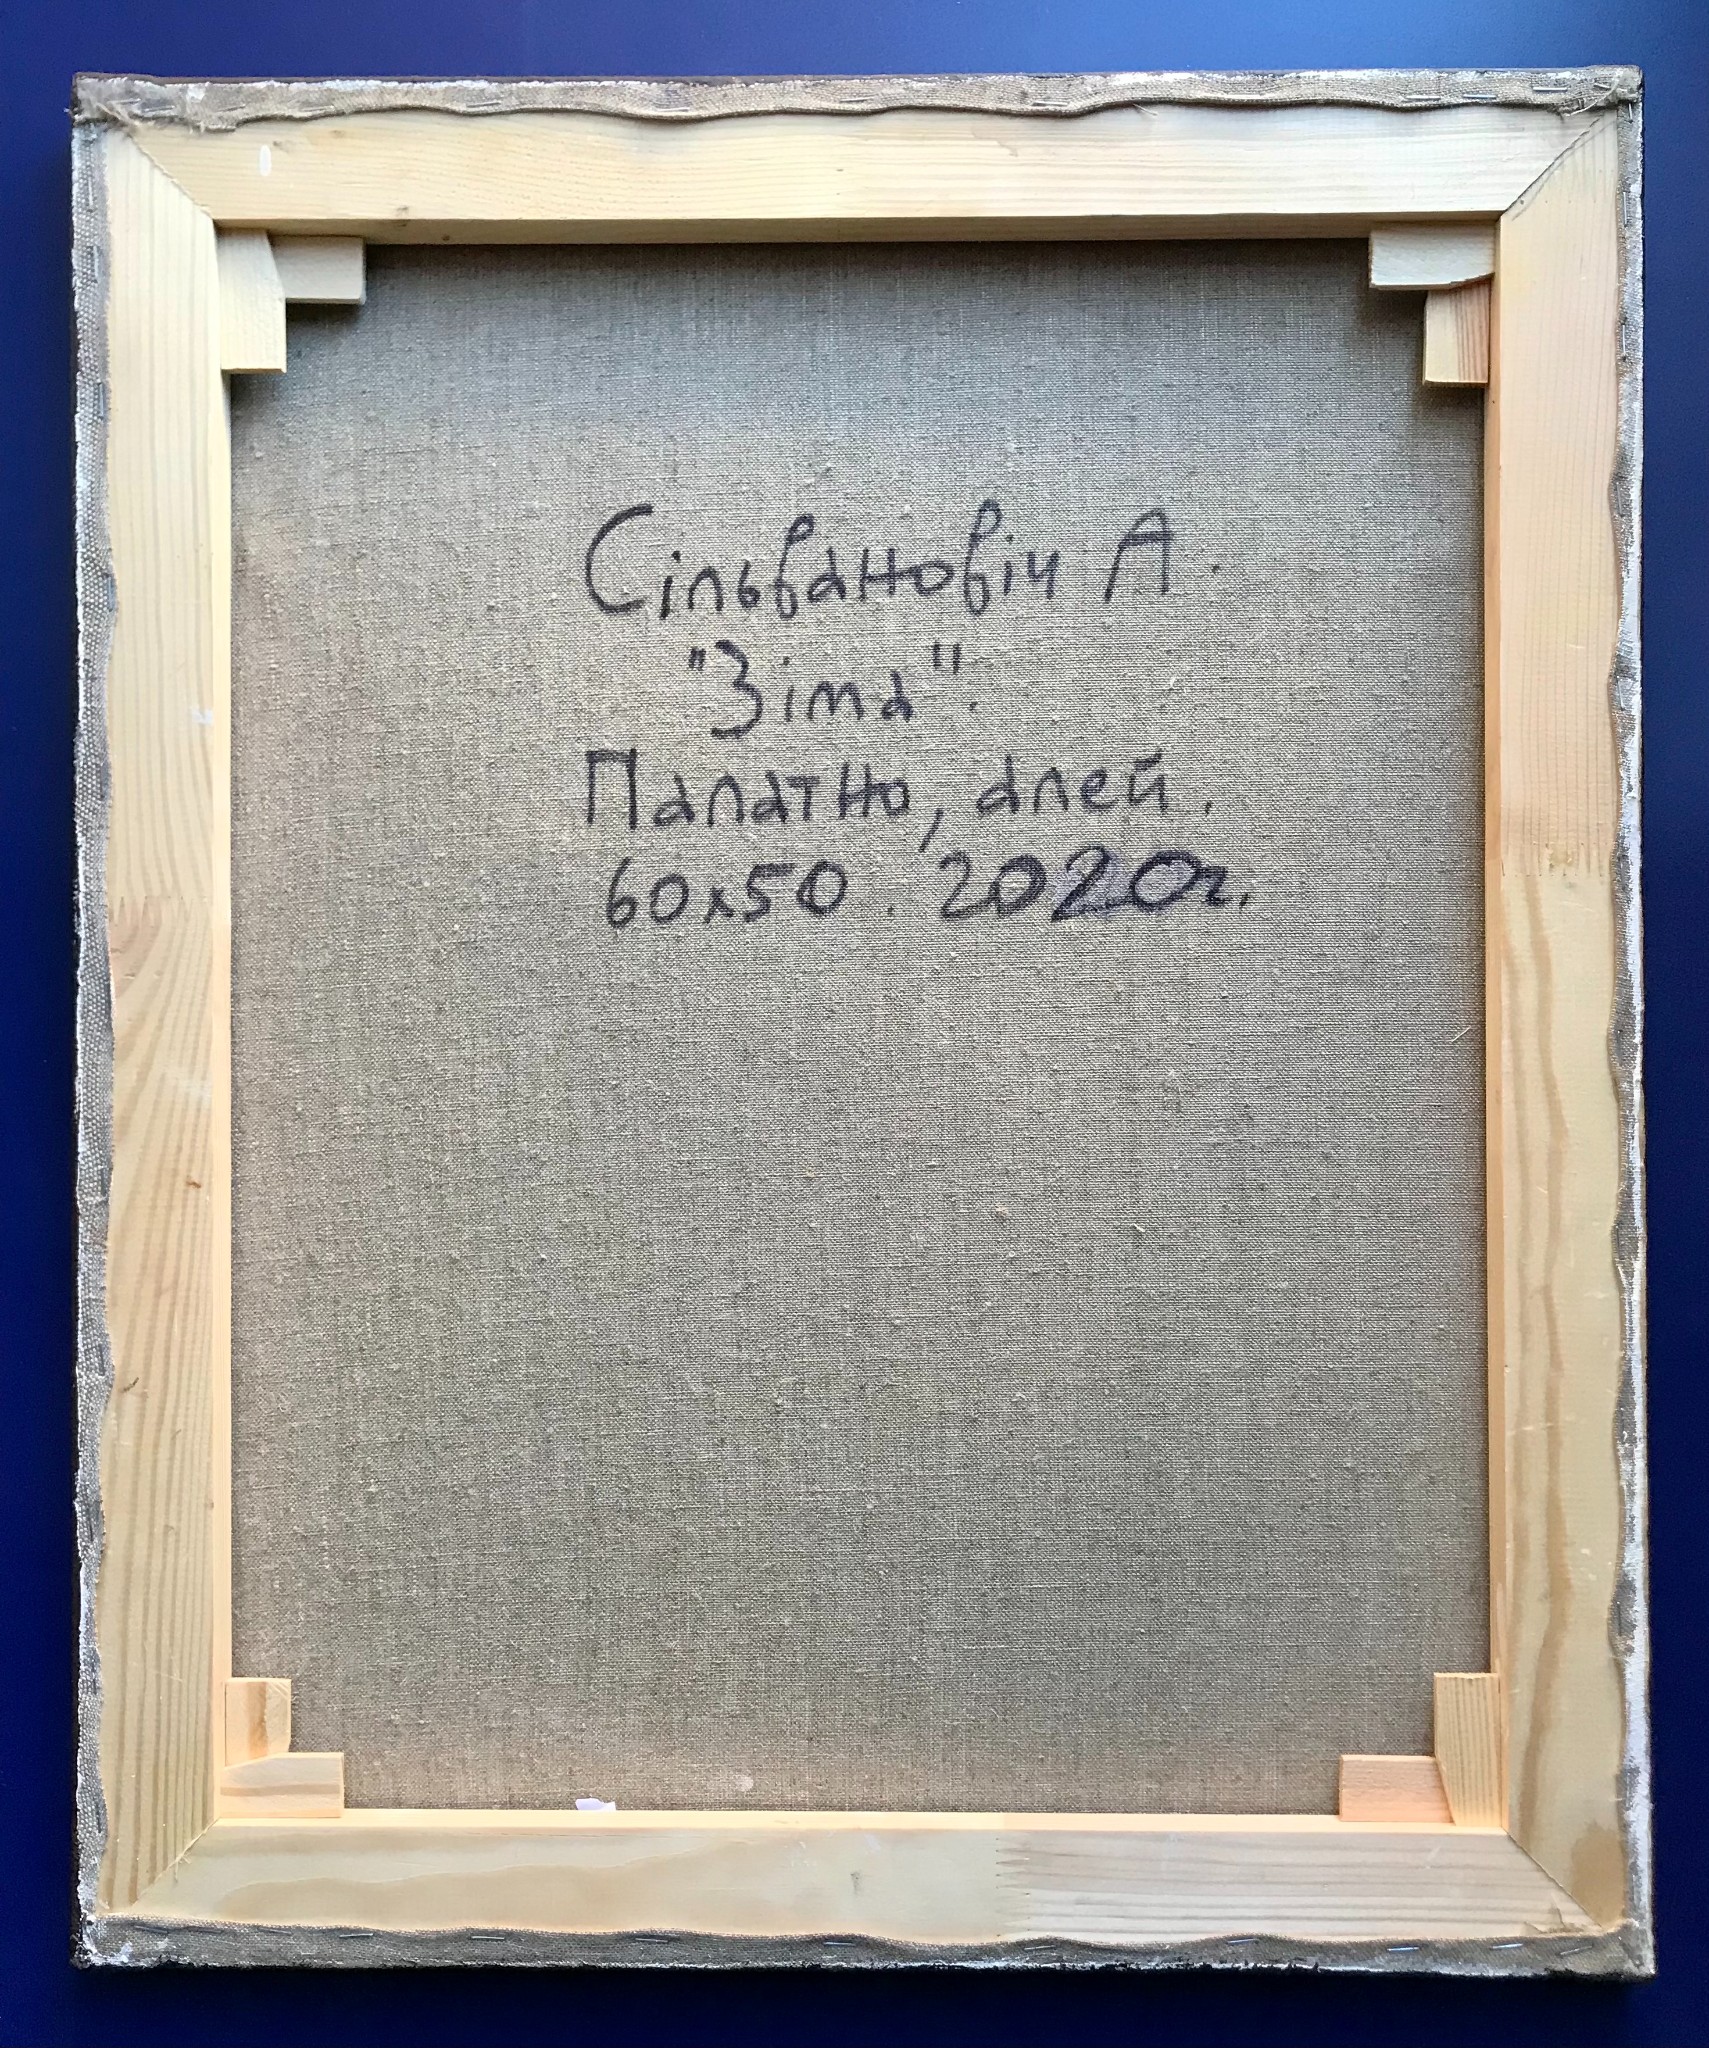 Сільвановіч А.
"Зіма".
Палатно, алей.
60х50. 2020г.